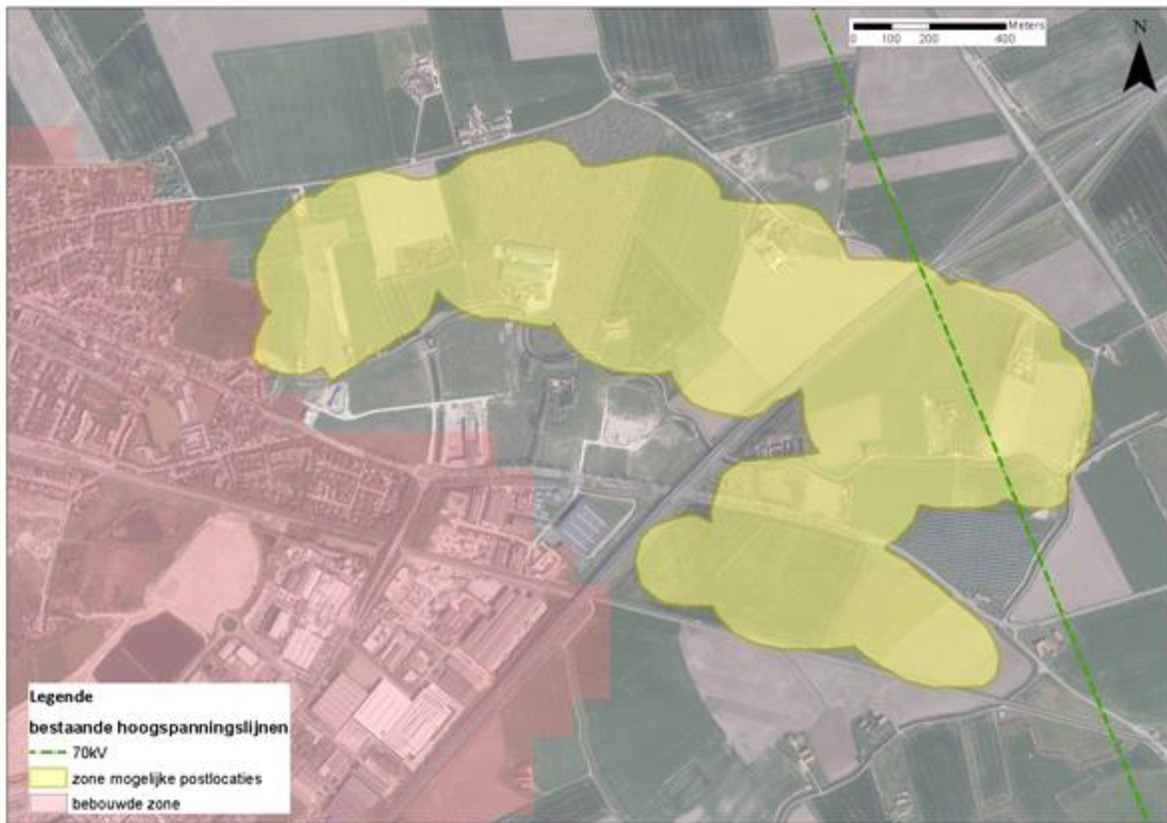 Meters
0 100 200 400
N
Legende
bestaande hoogspanningslijnen
70kV
zone mogelijke postlocaties
bebouwde zone